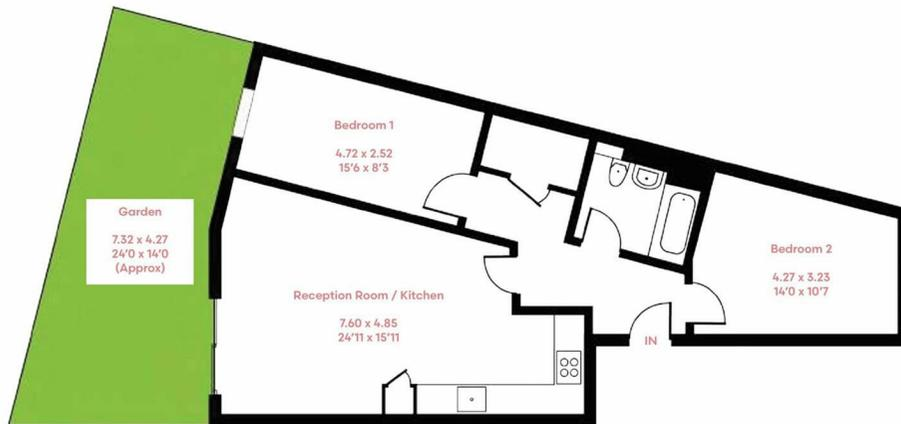 Bedroom 1
4.72 x 2.52
15'6 x 8'3
Garden
7.32 x 4.27
24'0 x 14'0
(Approx)
Bedroom 2
4.27 x 3.23
14'0 x 10'7
Reception Room / Kitchen
7.60 x 4.85
24'11 x 15'11
IN